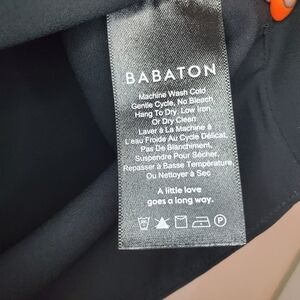 BABATON
Machine Wash Cold
Gentle Cycle, No Bleach,
Hang To Dry, Low Iron,
Or Dry Clean
Laver à La Machine à
L'eau Froide Au Cycle Délicat,
Pas De Blanchiment,
Suspendre Pour Sécher,
Repasser à Basse Température
Ou Nettoyer à Sec
A little love
goes a long way.
P